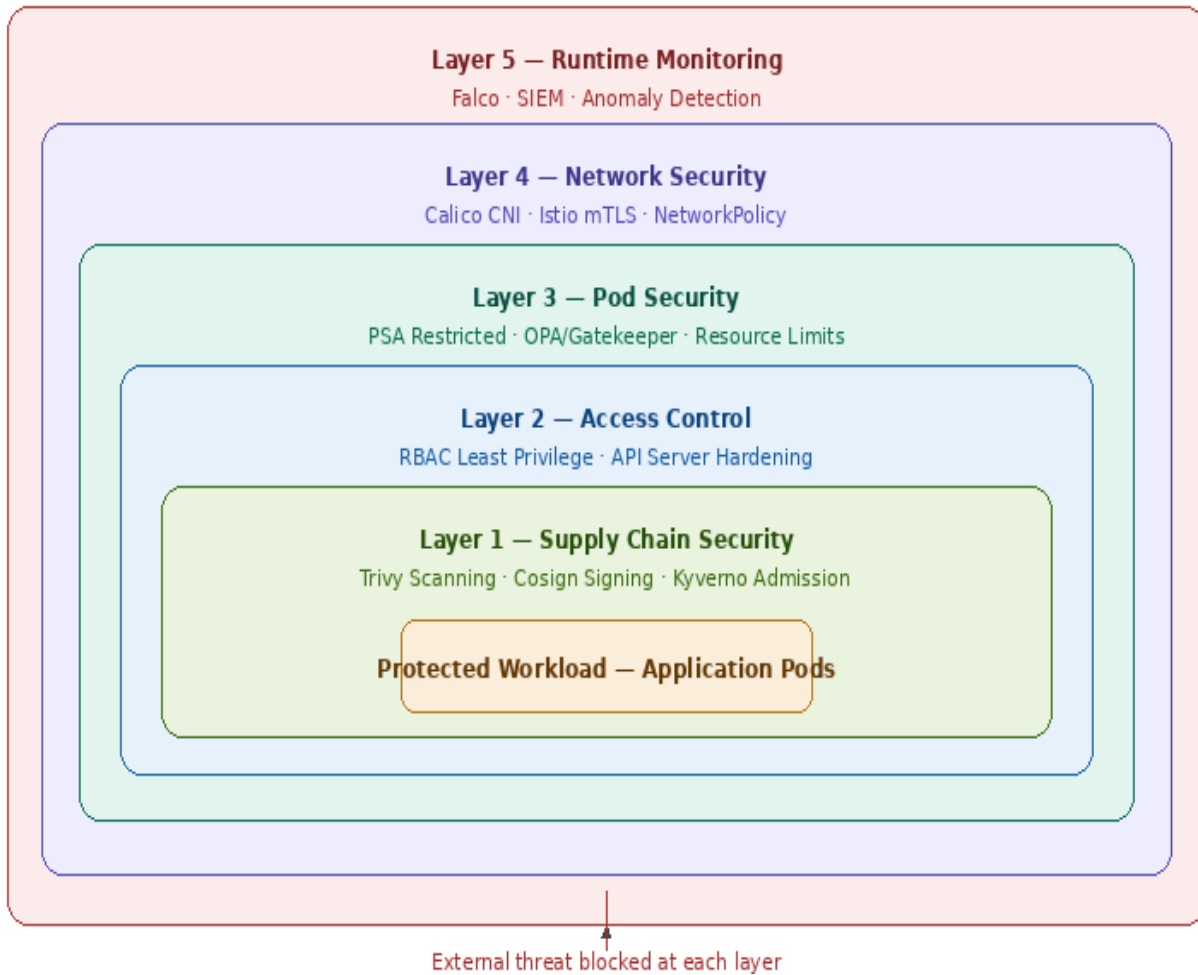 Layer 5 — Runtime Monitoring
Falco · SIEM · Anomaly Detection
Layer 4 — Network Security
Calico CNI · Istio mTLS · NetworkPolicy
Layer 3 — Pod Security
PSA Restricted · OPA/Gatekeeper · Resource Limits
Layer 2 — Access Control
RBAC Least Privilege · API Server Hardening
Layer 1 — Supply Chain Security
Trivy Scanning · Cosign Signing · Kyverno Admission
Protected Workload — Application Pods
External threat blocked at each layer